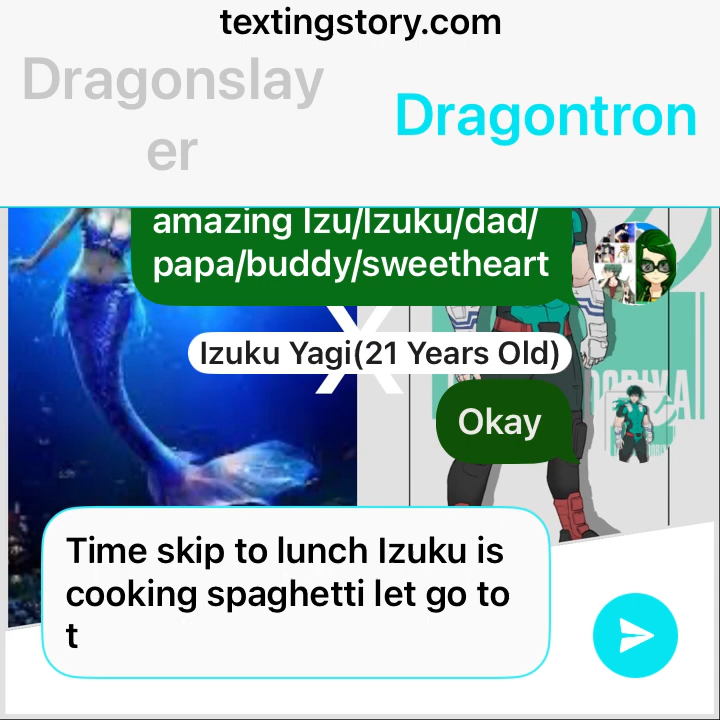 textingstory.com
Dragonslay
er
Dragontron
amazing Izu/Izuku/dad/
papa/buddy/sweetheart
X
Izuku Yagi(21 Years Old)
Okay
Time skip to lunch Izuku is
cooking spaghetti let go to
t